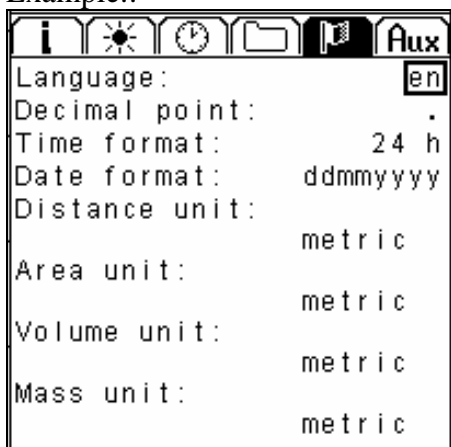 Example..
i Aux
Language: en
Decimal point: .
Time format: 24 h
Date format: ddmmyyyy
Distance unit:
metric
Area unit:
metric
Volume unit:
metric
Mass unit:
metric